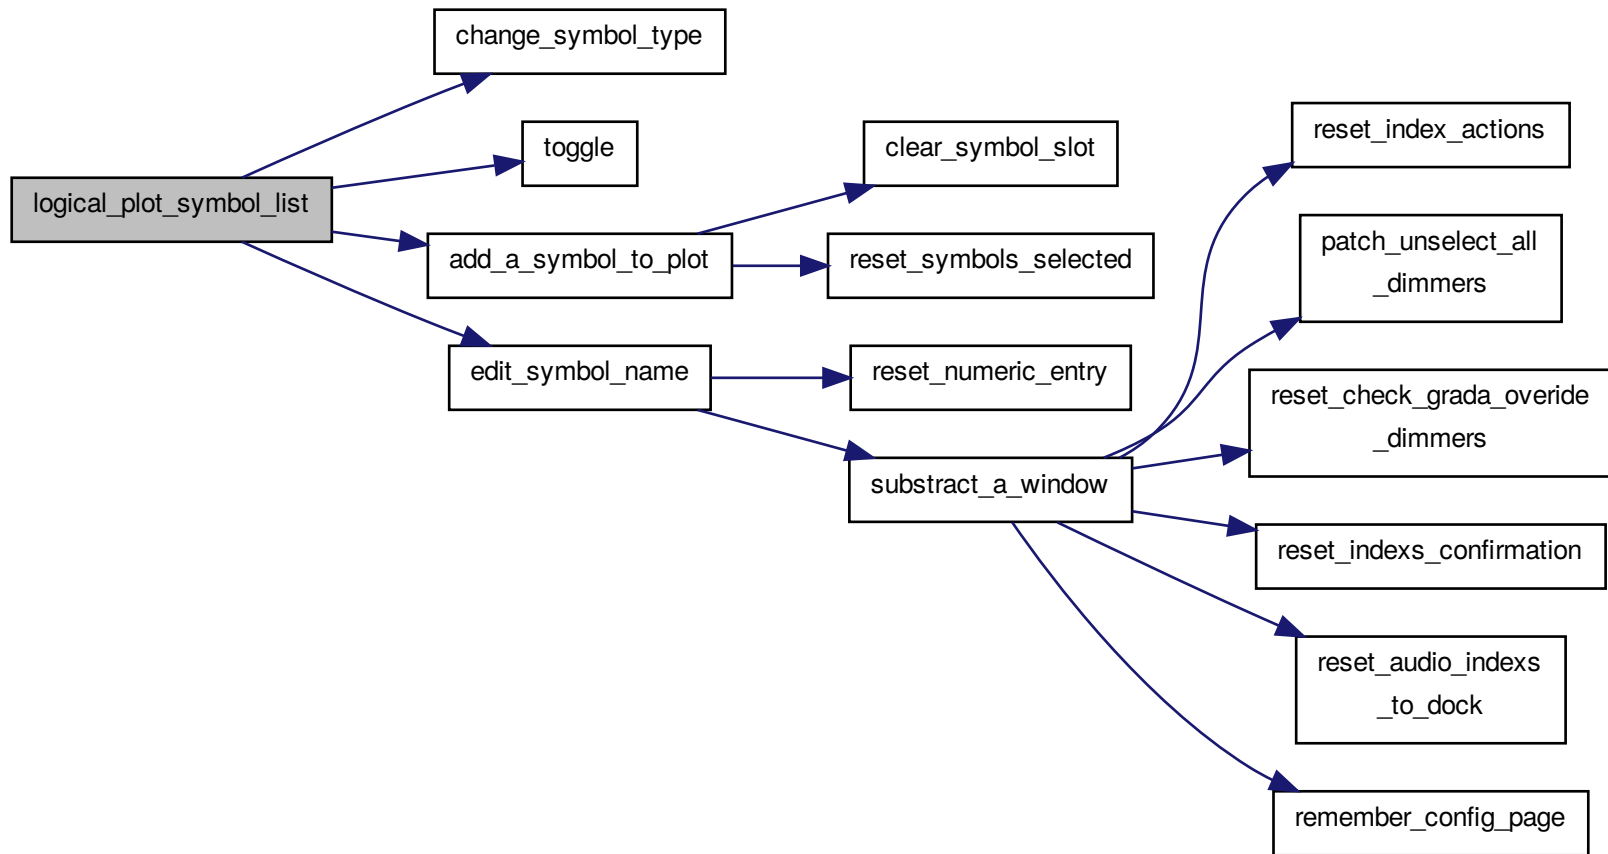 logical_plot_symbol_list
change_symbol_type
toggle
add_a_symbol_to_plot
edit_symbol_name
clear_symbol_slot
reset_symbols_selected
reset_numeric_entry
substract_a_window
reset_index_actions
patch_unselect_all
_dimmers
reset_check_grada_overide
_dimmers
reset_indexs_confirmation
reset_audio_indexs
_to_dock
remember_config_page